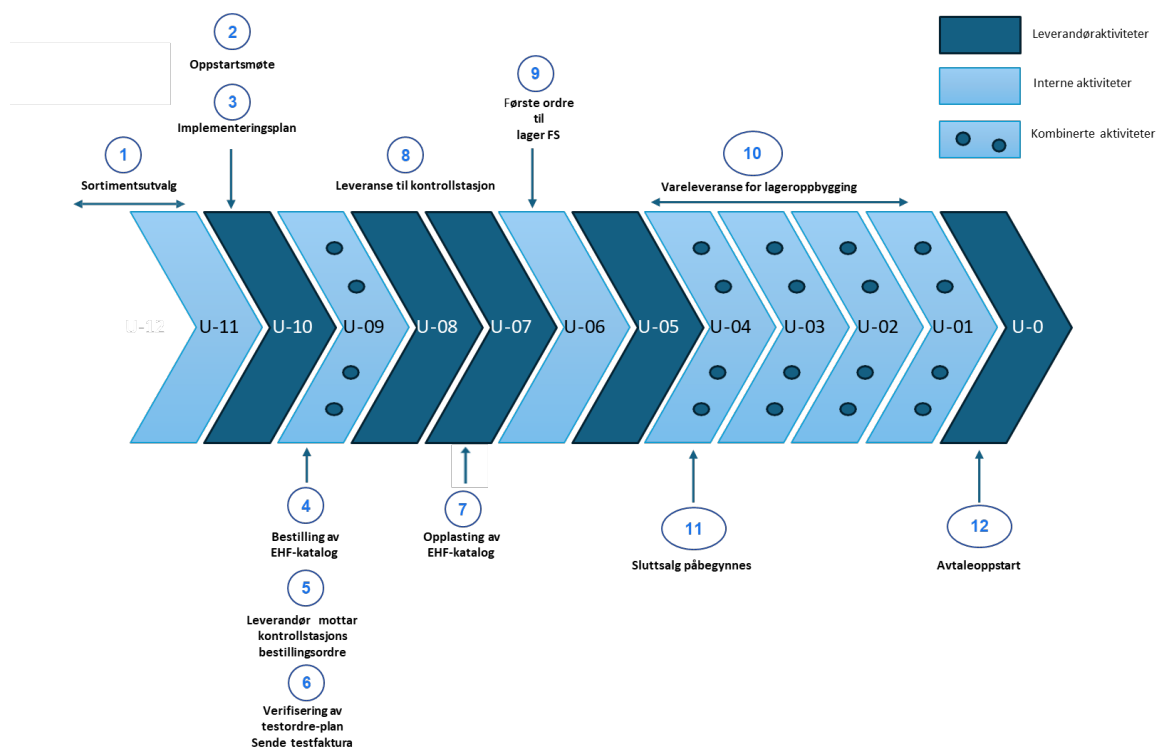 2
Oppstartsmøte
3
Implementeringsplan
1
Sortimentsutvalg
8
Leveranse til kontrollstasjon
9
Første ordre
til
lager FS
10
Vareleveranse for lageroppbygging
Leverandøraktiviteter
Interne aktiviteter
Kombinerte aktiviteter
U-12
U-11
U-10
U-09
U-08
U-07
U-06
U-05
U-04
U-03
U-02
U-01
U-0
4
Bestilling av
EHF-katalog
5
Leverandør mottar
kontrollstasjons
bestillingsordre
6
Verifisering av
testordre-plan
Sende testfaktura
7
Opplasting av
EHF-katalog
11
Sluttsalg påbegynnes
12
Avtaleoppstart